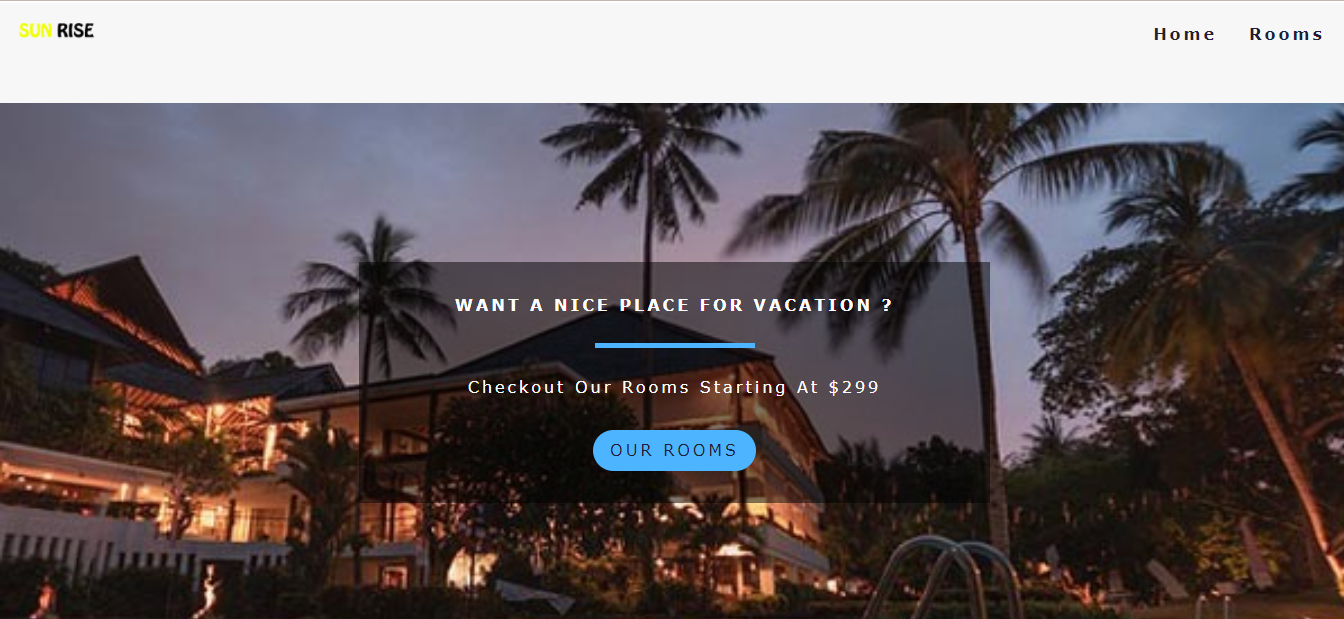 SUN RISE
Home Rooms
WANT A NICE PLACE FOR VACATION ?
Checkout Our Rooms Starting At $299
OUR ROOMS